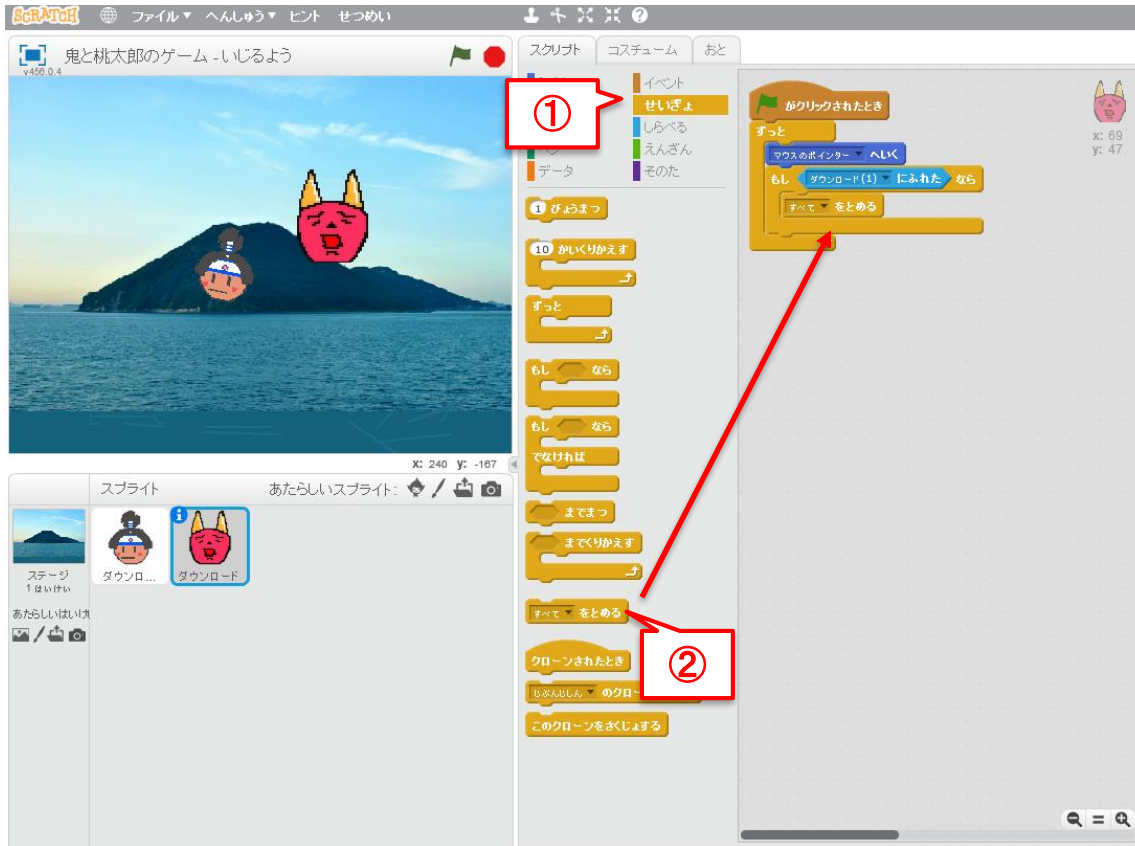 SCRATCH ファイル▼ へんしゅう▼ ヒント せつめい
鬼と桃太郎のゲーム - いじるよう
v456.0.4
x: 240 y: -167
スプライト あたらしいスプライト:
ステージ
1 はいけい
あたらしいはいけ
ダウンロ...
ダウンロード
スクリプト コスチューム おと
①
イベント
せいぎょ
しらべる
えんざん
データ
そのた
1 びょうまつ
10 かいくりかえす
ずっと
もし なら
もし なら
でなければ
までまつ
までくりかえす
すべて▼ をとめる
②
クローンされたとき
じぶんじしん▼ のクロー
このクローンをさくじょする
がクリックされたとき
ずっと
マウスのポインター▼ へいく
もし ダウンロード(1)▼ にふれた なら
すべて▼ をとめる
x: 69
y: 47